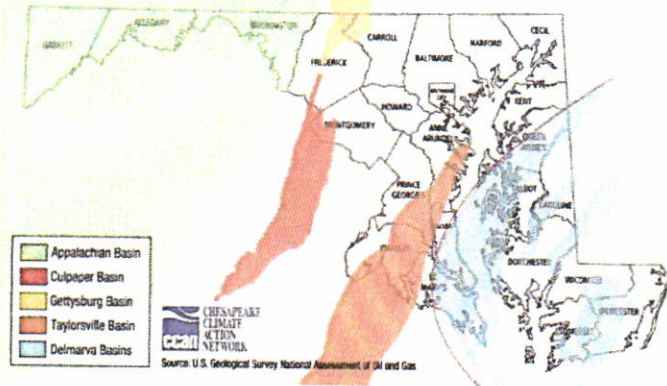 GARRETT
ALLEGANY
WASHINGTON
FREDERICK
CARROLL
BALTIMORE
HARFORD
CECIL
HOWARD
KENT
MONTGOMERY
ANNE
ARUNDEL
PRINCE
GEORGE'S
TALBOT
CAROLINE
DORCHESTER
WICOMICO
WORCESTER
Appalachian Basin
Culpeper Basin
Gettysburg Basin
Taylorsville Basin
Delmarva Basins
ccan
CHESAPEAKE
CLIMATE
ACTION
NETWORK
Source: U.S. Geological Survey National Assessment of Oil and Gas